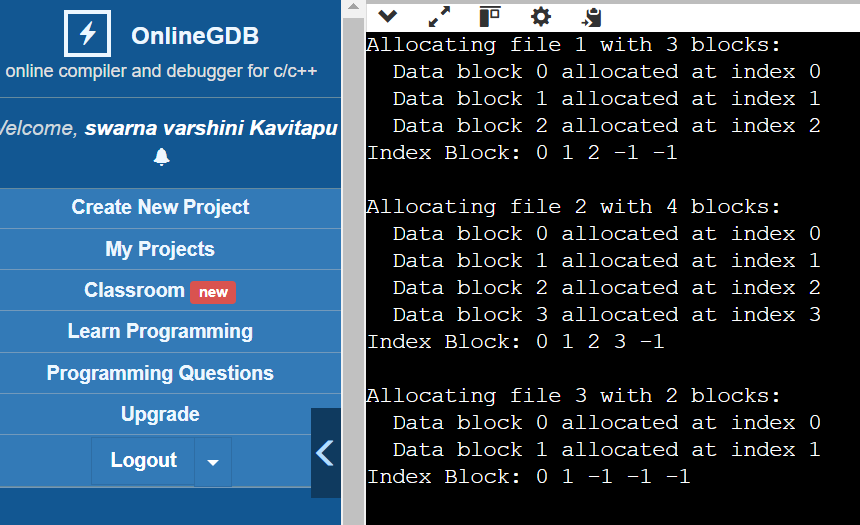 OnlineGDB
online compiler and debugger for c/c++
Welcome, swarna varshini Kavitapu
Create New Project
My Projects
Classroom new
Learn Programming
Programming Questions
Upgrade
Logout
Allocating file 1 with 3 blocks:
  Data block 0 allocated at index 0
  Data block 1 allocated at index 1
  Data block 2 allocated at index 2
Index Block: 0 1 2 -1 -1
Allocating file 2 with 4 blocks:
  Data block 0 allocated at index 0
  Data block 1 allocated at index 1
  Data block 2 allocated at index 2
  Data block 3 allocated at index 3
Index Block: 0 1 2 3 -1
Allocating file 3 with 2 blocks:
  Data block 0 allocated at index 0
  Data block 1 allocated at index 1
Index Block: 0 1 -1 -1 -1